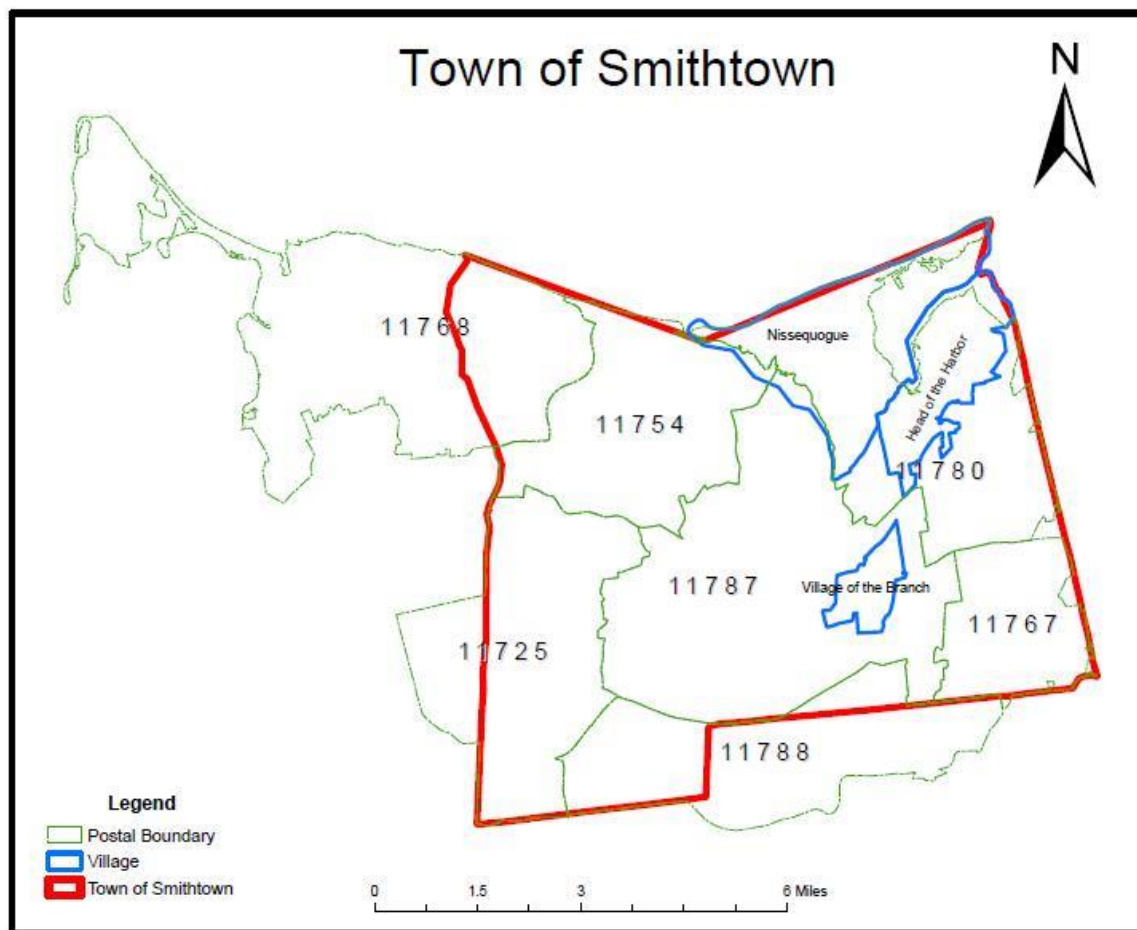 Town of Smithtown
N
11768
Nissequogue
Head of the Harbor
11754
11780
11787
Village of the Branch
11767
11725
11788
Legend
Postal Boundary
Village
Town of Smithtown
0 1.5 3 6 Miles